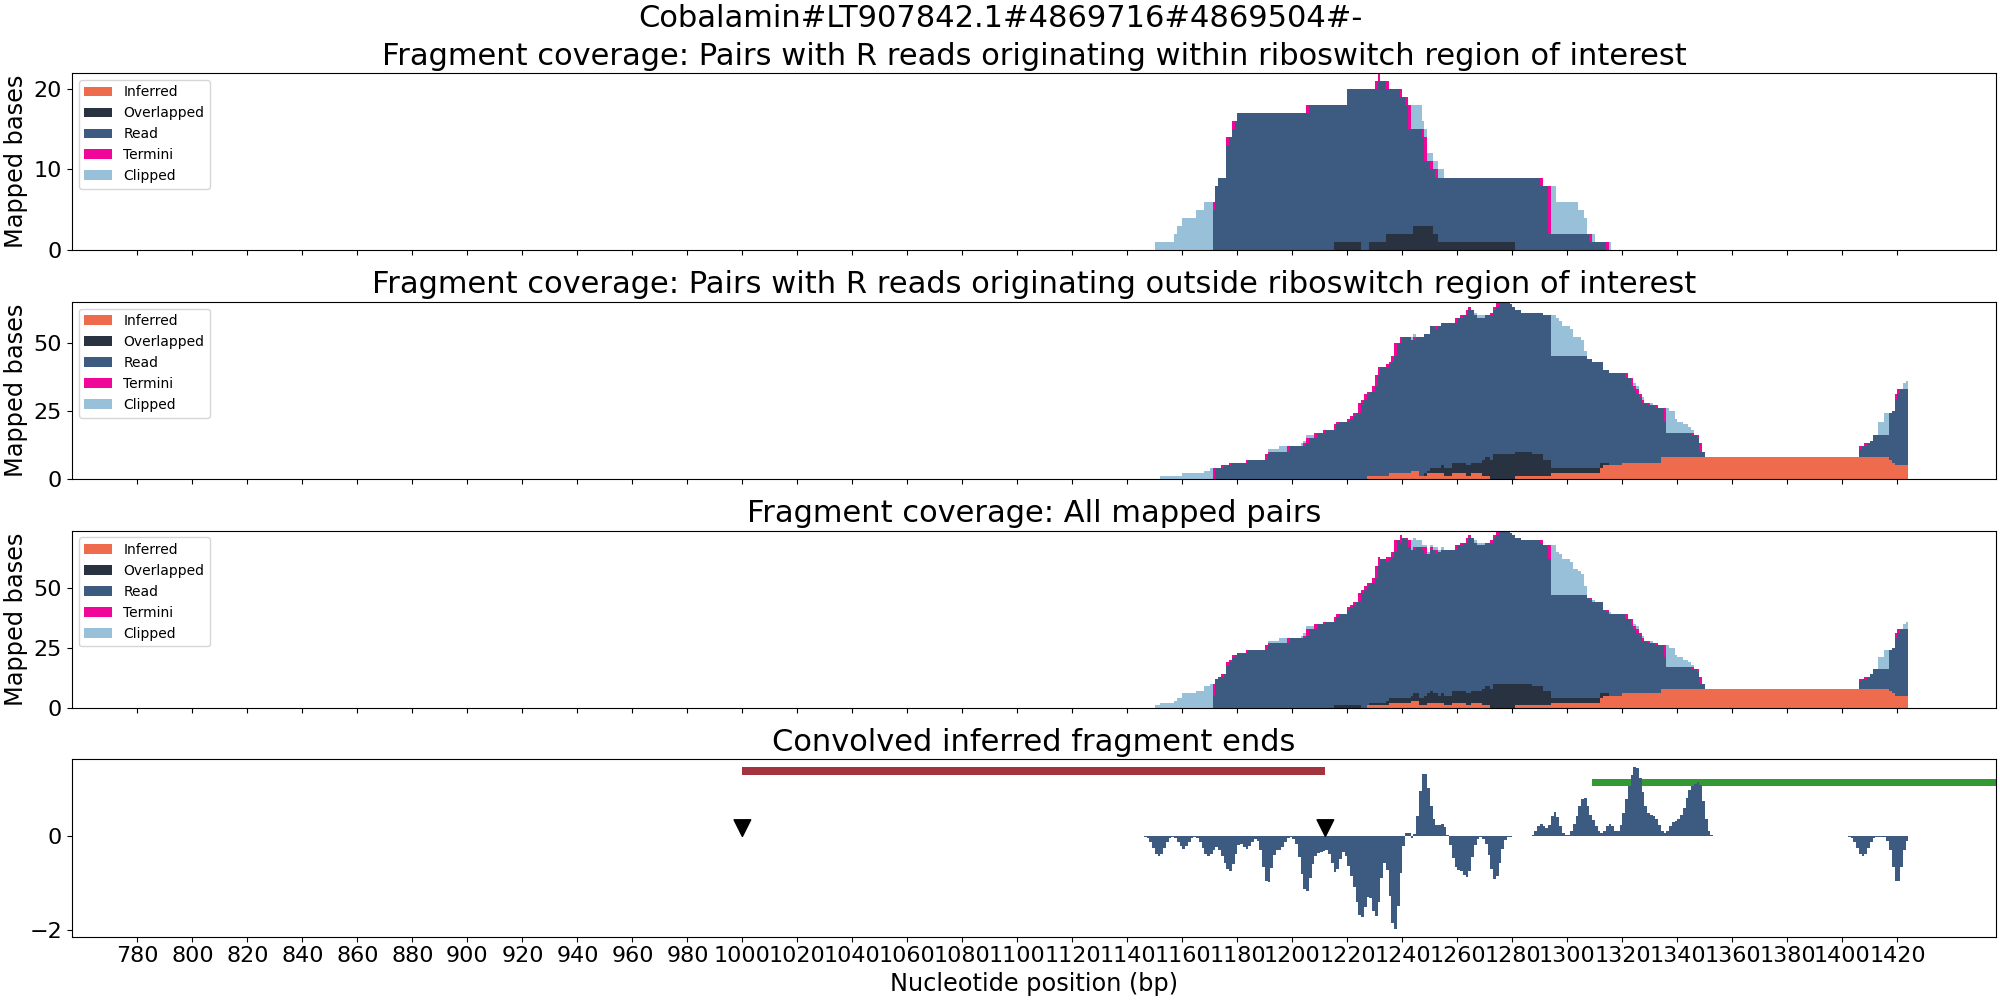 Cobalamin#LT907842.1#4869716#4869504#-
Fragment coverage: Pairs with R reads originating within riboswitch region of interest
Mapped bases
20
10
0
Inferred
Overlapped
Read
Termini
Clipped
Fragment coverage: Pairs with R reads originating outside riboswitch region of interest
Mapped bases
50
25
0
Inferred
Overlapped
Read
Termini
Clipped
Fragment coverage: All mapped pairs
Mapped bases
50
25
0
Inferred
Overlapped
Read
Termini
Clipped
Convolved inferred fragment ends
0
−2
780 800 820 840 860 880 900 920 940 960 980 1000 1020 1040 1060 1080 1100 1120 1140 1160 1180 1200 1220 1240 1260 1280 1300 1320 1340 1360 1380 1400 1420
Nucleotide position (bp)